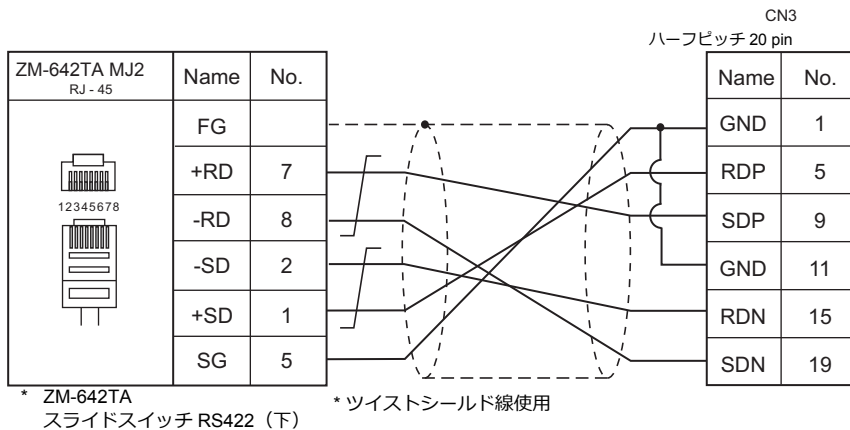 CN3
ハーフピッチ 20 pin
ZM-642TA MJ2
RJ - 45
Name No.
Name No.
12345678
FG
+RD 7
-RD 8
-SD 2
+SD 1
SG 5
GND 1
RDP 5
SDP 9
GND 11
RDN 15
SDN 19
* ZM-642TA
スライドスイッチ RS422（下）
* ツイストシールド線使用